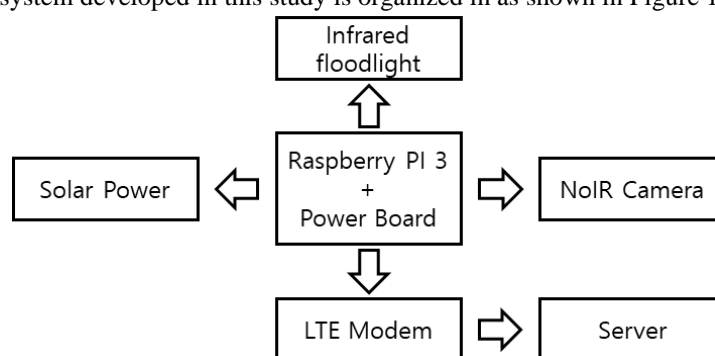 system developed in this study is organized in as shown in Figure 1
Infrared
floodlight
Solar Power
Raspberry PI 3
+
Power Board
NoIR Camera
LTE Modem
Server